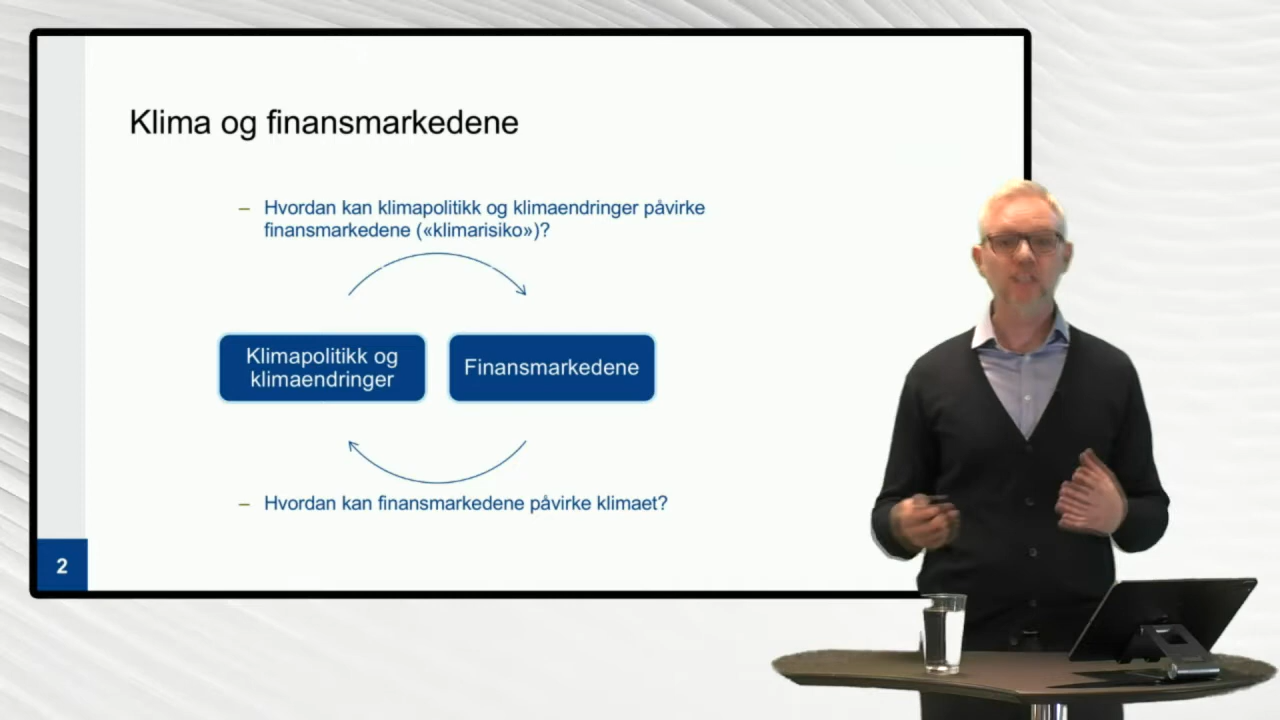 Klima og finansmarkedene
– Hvordan kan klimapolitikk og klimaendringer påvirke
finansmarkedene («klimarisiko»)?
Klimapolitikk og
klimaendringer
Finansmarkedene
– Hvordan kan finansmarkedene påvirke klimaet?
2